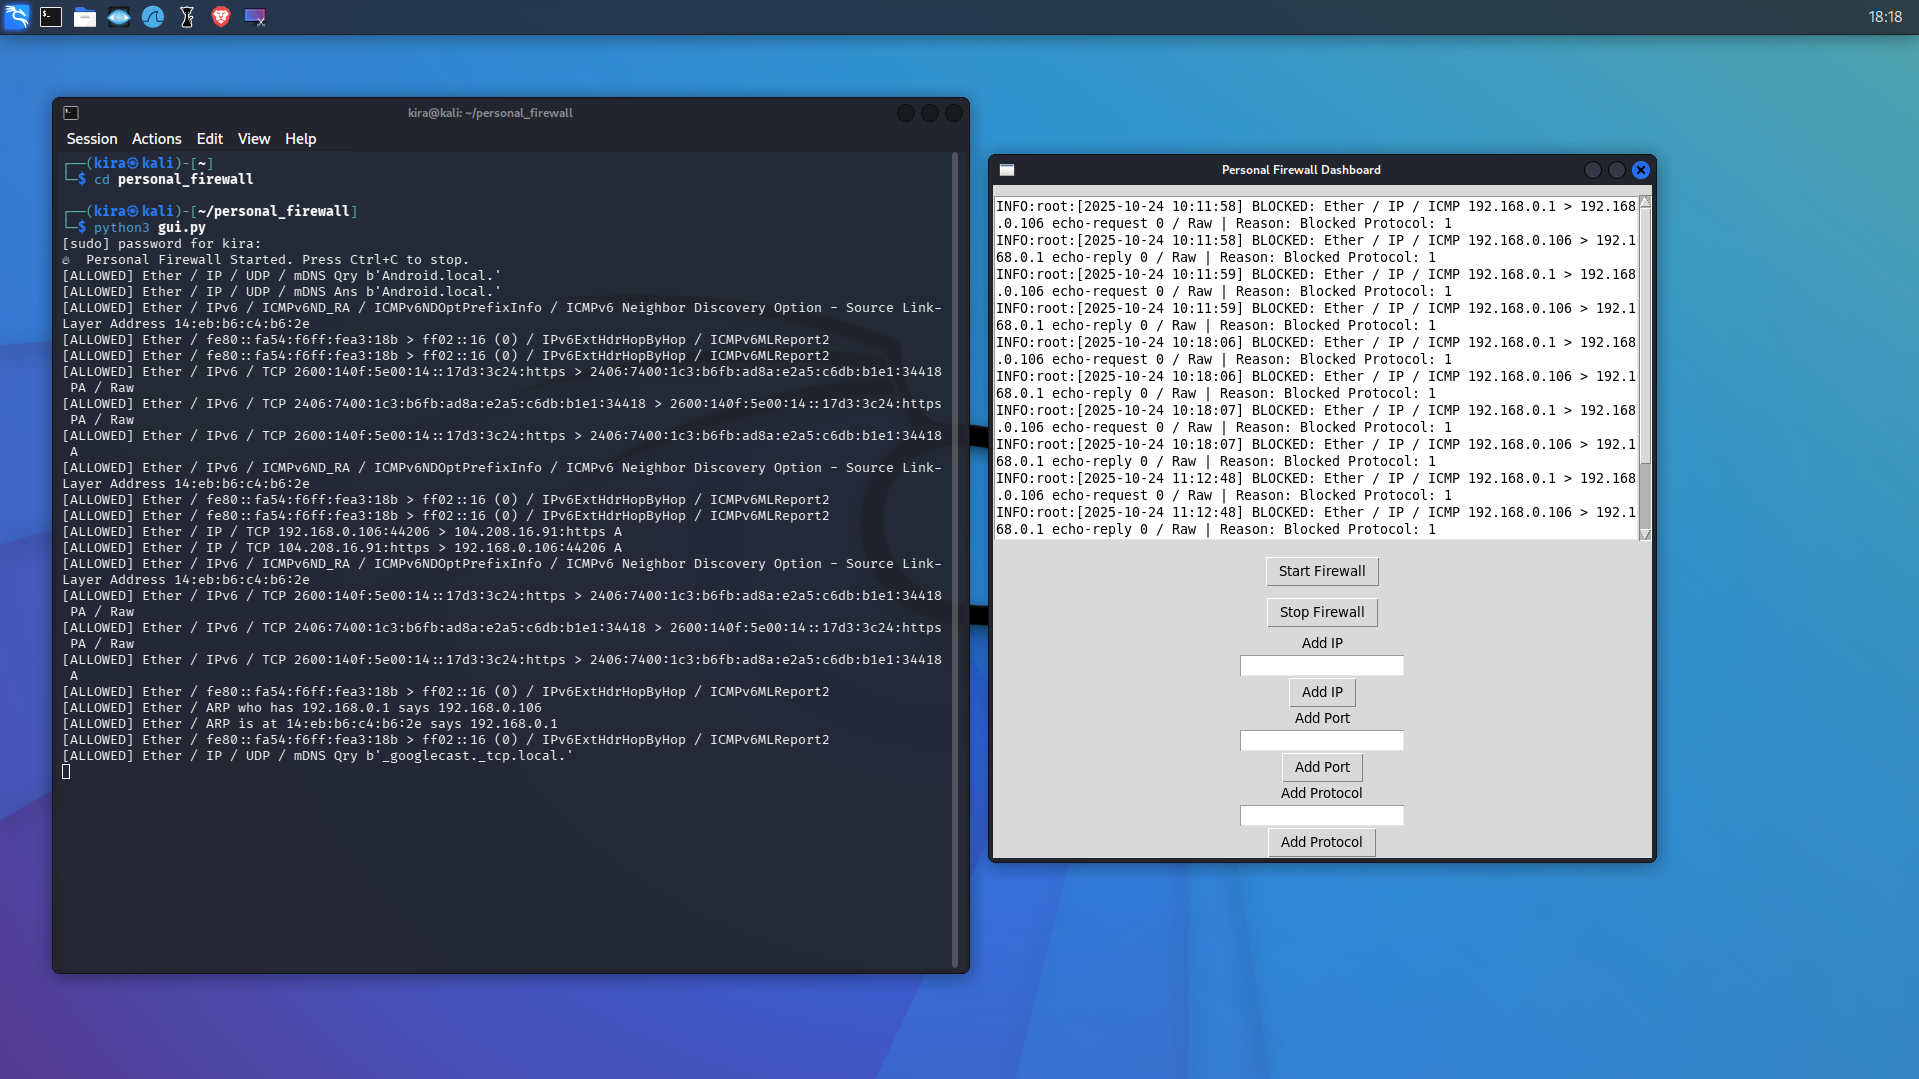 18:18
kira@kali: ~/personal_firewall
Session Actions Edit View Help
┌──(kira㉿kali)-[~]
└─$ cd personal_firewall
┌──(kira㉿kali)-[~/personal_firewall]
└─$ python3 gui.py
[sudo] password for kira:
🔥 Personal Firewall Started. Press Ctrl+C to stop.
[ALLOWED] Ether / IP / UDP / mDNS Qry b'Android.local.'
[ALLOWED] Ether / IP / UDP / mDNS Ans b'Android.local.'
[ALLOWED] Ether / IPv6 / ICMPv6ND_RA / ICMPv6NDOptPrefixInfo / ICMPv6 Neighbor Discovery Option - Source Link-
Layer Address 14:eb:b6:c4:b6:2e
[ALLOWED] Ether / fe80::fa54:f6ff:fea3:18b > ff02::16 (0) / IPv6ExtHdrHopByHop / ICMPv6MLReport2
[ALLOWED] Ether / fe80::fa54:f6ff:fea3:18b > ff02::16 (0) / IPv6ExtHdrHopByHop / ICMPv6MLReport2
[ALLOWED] Ether / IPv6 / TCP 2600:140f:5e00:14::17d3:3c24:https > 2406:7400:1c3:b6fb:ad8a:e2a5:c6db:b1e1:34418
PA / Raw
[ALLOWED] Ether / IPv6 / TCP 2406:7400:1c3:b6fb:ad8a:e2a5:c6db:b1e1:34418 > 2600:140f:5e00:14::17d3:3c24:https
PA / Raw
[ALLOWED] Ether / IPv6 / TCP 2600:140f:5e00:14::17d3:3c24:https > 2406:7400:1c3:b6fb:ad8a:e2a5:c6db:b1e1:34418
A
[ALLOWED] Ether / IPv6 / ICMPv6ND_RA / ICMPv6NDOptPrefixInfo / ICMPv6 Neighbor Discovery Option - Source Link-
Layer Address 14:eb:b6:c4:b6:2e
[ALLOWED] Ether / fe80::fa54:f6ff:fea3:18b > ff02::16 (0) / IPv6ExtHdrHopByHop / ICMPv6MLReport2
[ALLOWED] Ether / fe80::fa54:f6ff:fea3:18b > ff02::16 (0) / IPv6ExtHdrHopByHop / ICMPv6MLReport2
[ALLOWED] Ether / IP / TCP 192.168.0.106:44206 > 104.208.16.91:https A
[ALLOWED] Ether / IP / TCP 104.208.16.91:https > 192.168.0.106:44206 A
[ALLOWED] Ether / IPv6 / ICMPv6ND_RA / ICMPv6NDOptPrefixInfo / ICMPv6 Neighbor Discovery Option - Source Link-
Layer Address 14:eb:b6:c4:b6:2e
[ALLOWED] Ether / IPv6 / TCP 2600:140f:5e00:14::17d3:3c24:https > 2406:7400:1c3:b6fb:ad8a:e2a5:c6db:b1e1:34418
PA / Raw
[ALLOWED] Ether / IPv6 / TCP 2406:7400:1c3:b6fb:ad8a:e2a5:c6db:b1e1:34418 > 2600:140f:5e00:14::17d3:3c24:https
PA / Raw
[ALLOWED] Ether / IPv6 / TCP 2600:140f:5e00:14::17d3:3c24:https > 2406:7400:1c3:b6fb:ad8a:e2a5:c6db:b1e1:34418
A
[ALLOWED] Ether / fe80::fa54:f6ff:fea3:18b > ff02::16 (0) / IPv6ExtHdrHopByHop / ICMPv6MLReport2
[ALLOWED] Ether / ARP who has 192.168.0.1 says 192.168.0.106
[ALLOWED] Ether / ARP is at 14:eb:b6:c4:b6:2e says 192.168.0.1
[ALLOWED] Ether / fe80::fa54:f6ff:fea3:18b > ff02::16 (0) / IPv6ExtHdrHopByHop / ICMPv6MLReport2
[ALLOWED] Ether / IP / UDP / mDNS Qry b'_googlecast._tcp.local.'
Personal Firewall Dashboard
INFO:root:[2025-10-24 10:11:58] BLOCKED: Ether / IP / ICMP 192.168.0.1 > 192.168
.0.106 echo-request 0 / Raw | Reason: Blocked Protocol: 1
INFO:root:[2025-10-24 10:11:58] BLOCKED: Ether / IP / ICMP 192.168.0.106 > 192.1
68.0.1 echo-reply 0 / Raw | Reason: Blocked Protocol: 1
INFO:root:[2025-10-24 10:11:59] BLOCKED: Ether / IP / ICMP 192.168.0.1 > 192.168
.0.106 echo-request 0 / Raw | Reason: Blocked Protocol: 1
INFO:root:[2025-10-24 10:11:59] BLOCKED: Ether / IP / ICMP 192.168.0.106 > 192.1
68.0.1 echo-reply 0 / Raw | Reason: Blocked Protocol: 1
INFO:root:[2025-10-24 10:18:06] BLOCKED: Ether / IP / ICMP 192.168.0.1 > 192.168
.0.106 echo-request 0 / Raw | Reason: Blocked Protocol: 1
INFO:root:[2025-10-24 10:18:06] BLOCKED: Ether / IP / ICMP 192.168.0.106 > 192.1
68.0.1 echo-reply 0 / Raw | Reason: Blocked Protocol: 1
INFO:root:[2025-10-24 10:18:07] BLOCKED: Ether / IP / ICMP 192.168.0.1 > 192.168
.0.106 echo-request 0 / Raw | Reason: Blocked Protocol: 1
INFO:root:[2025-10-24 10:18:07] BLOCKED: Ether / IP / ICMP 192.168.0.106 > 192.1
68.0.1 echo-reply 0 / Raw | Reason: Blocked Protocol: 1
INFO:root:[2025-10-24 11:12:48] BLOCKED: Ether / IP / ICMP 192.168.0.1 > 192.168
.0.106 echo-request 0 / Raw | Reason: Blocked Protocol: 1
INFO:root:[2025-10-24 11:12:48] BLOCKED: Ether / IP / ICMP 192.168.0.106 > 192.1
68.0.1 echo-reply 0 / Raw | Reason: Blocked Protocol: 1
Start Firewall
Stop Firewall
Add IP
Add IP
Add Port
Add Port
Add Protocol
Add Protocol